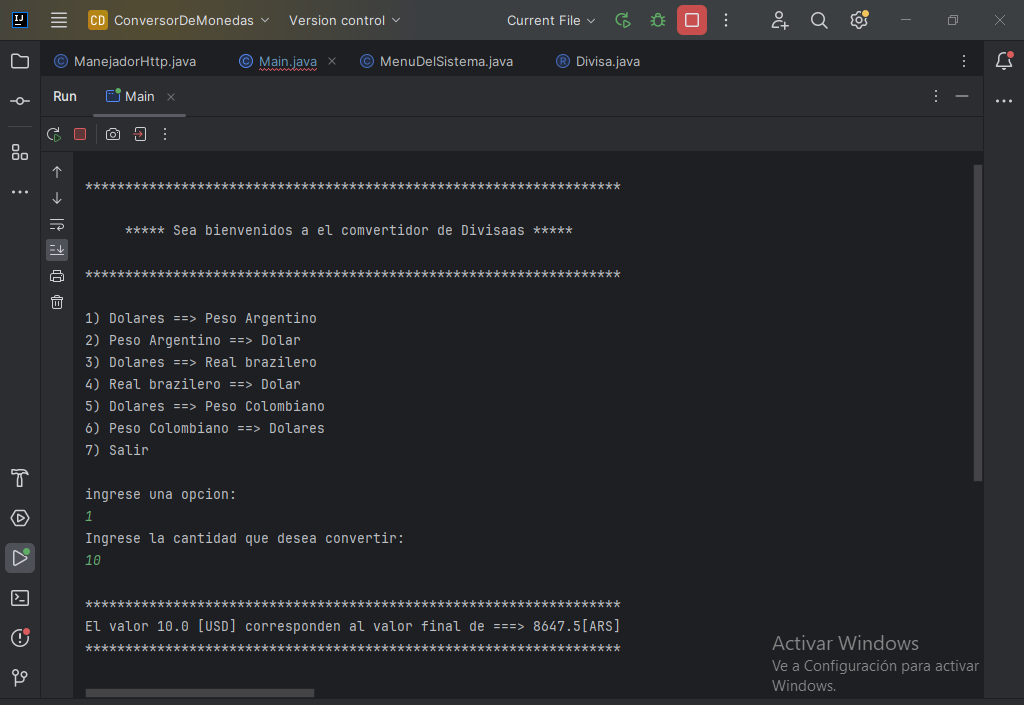 CD ConversorDeMonedas Version control Current File
ManejadorHttp.java Main.java MenuDelSistema.java Divisa.java
Run Main
*******************************************************************
***** Sea bienvenidos a el comvertidor de Divisaas *****
*******************************************************************
1) Dolares ==> Peso Argentino
2) Peso Argentino ==> Dolar
3) Dolares ==> Real brazilero
4) Real brazilero ==> Dolar
5) Dolares ==> Peso Colombiano
6) Peso Colombiano ==> Dolares
7) Salir
ingrese una opcion:
1
Ingrese la cantidad que desea convertir:
10
*******************************************************************
El valor 10.0 [USD] corresponden al valor final de ===> 8647.5[ARS]
*******************************************************************
Activar Windows
Ve a Configuración para activar
Windows.